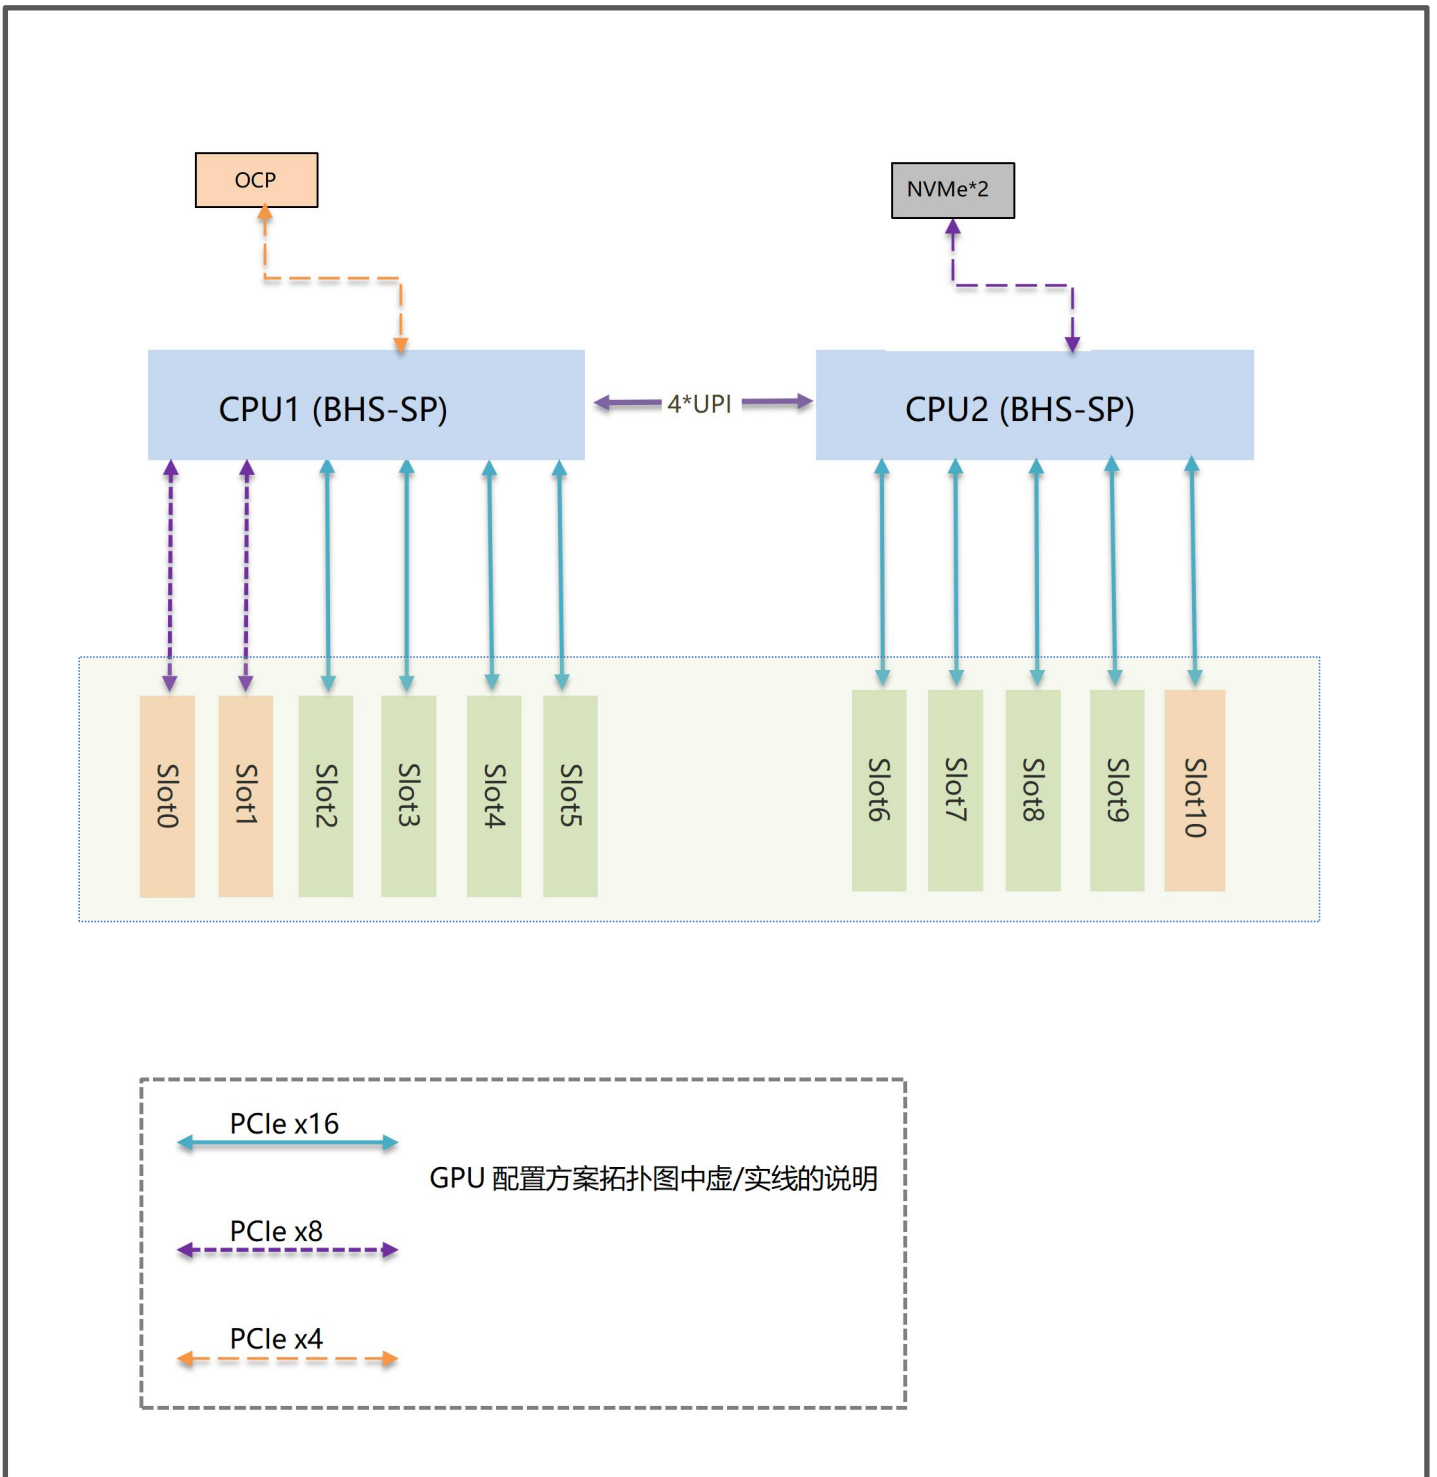 OCP
NVMe*2
CPU1 (BHS-SP)
4*UPI
CPU2 (BHS-SP)
Slot0
Slot1
Slot2
Slot3
Slot4
Slot5
Slot6
Slot7
Slot8
Slot9
Slot10
PCIe x16
GPU 配置方案拓扑图中虚/实线的说明
PCIe x8
PCIe x4